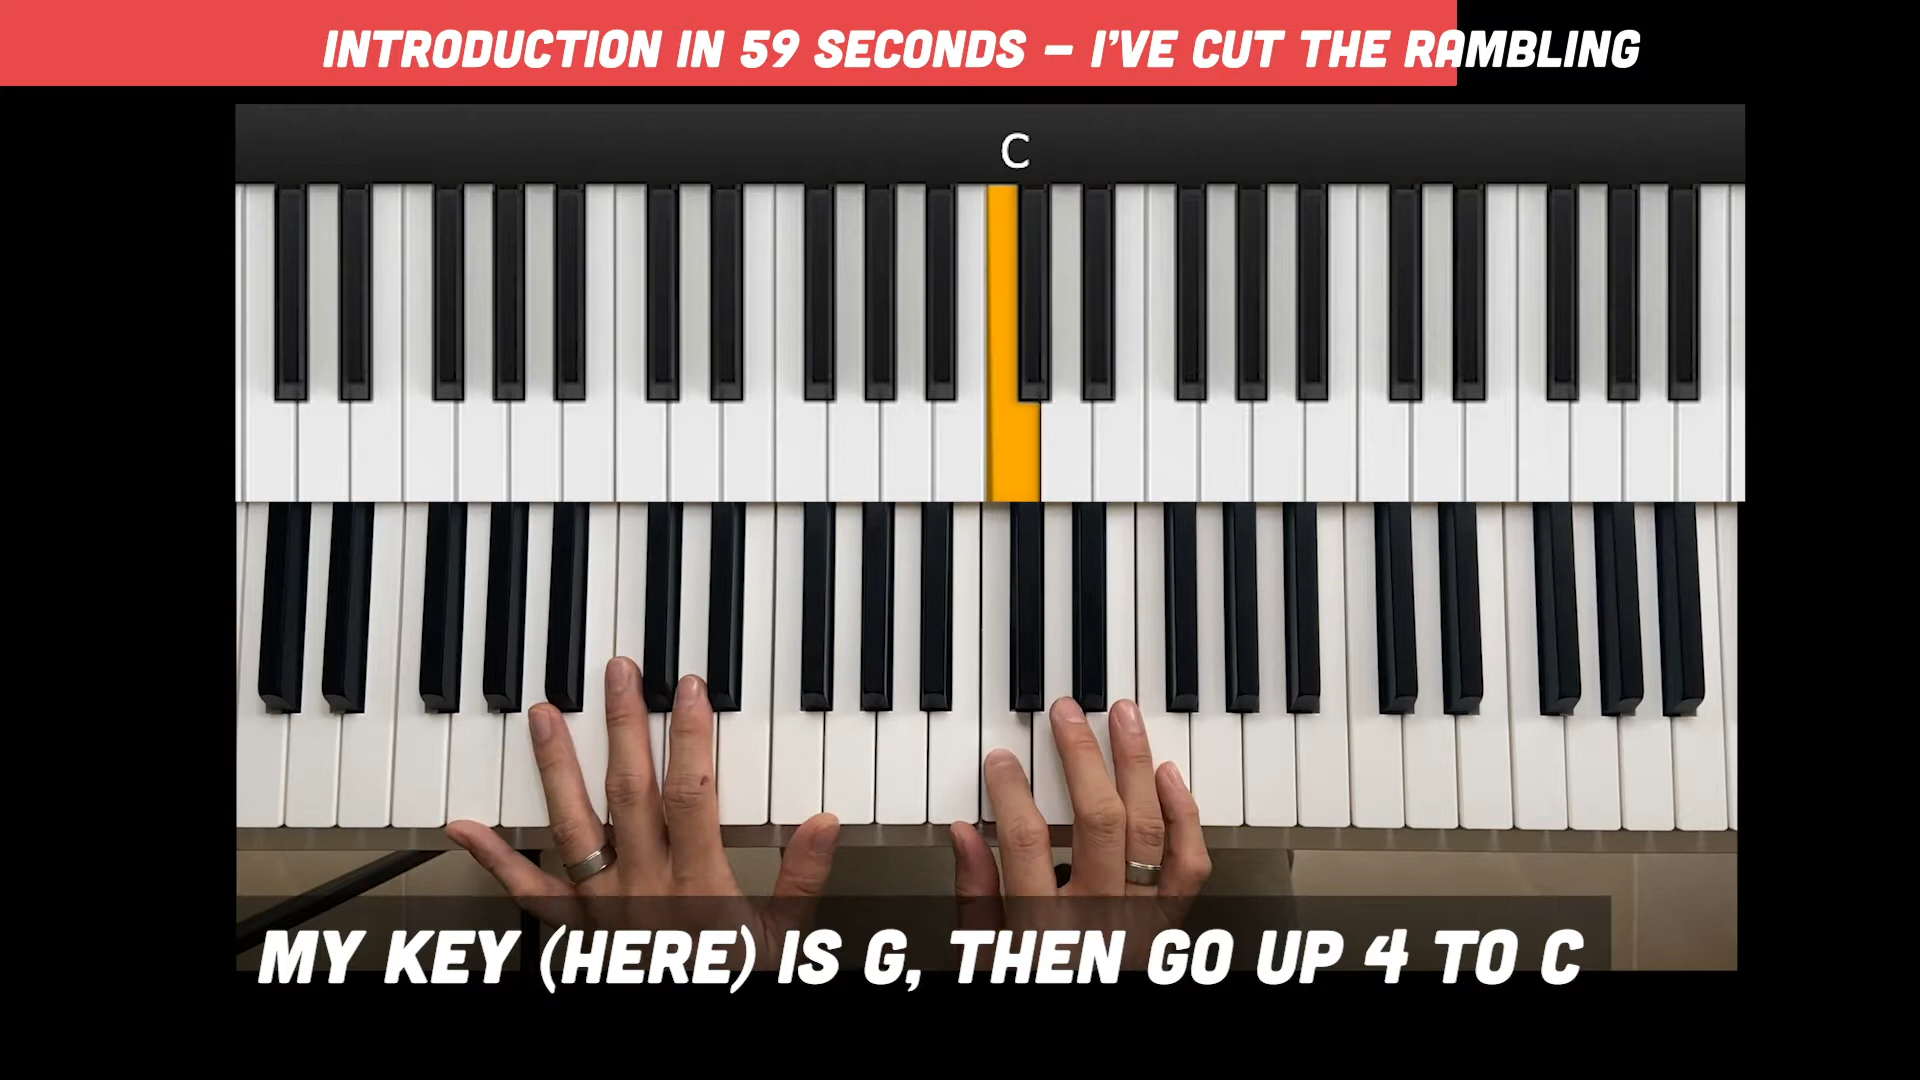 INTRODUCTION IN 59 SECONDS – I'VE CUT THE RAMBLING
C
MY KEY (HERE) IS G, THEN GO UP 4 TO C